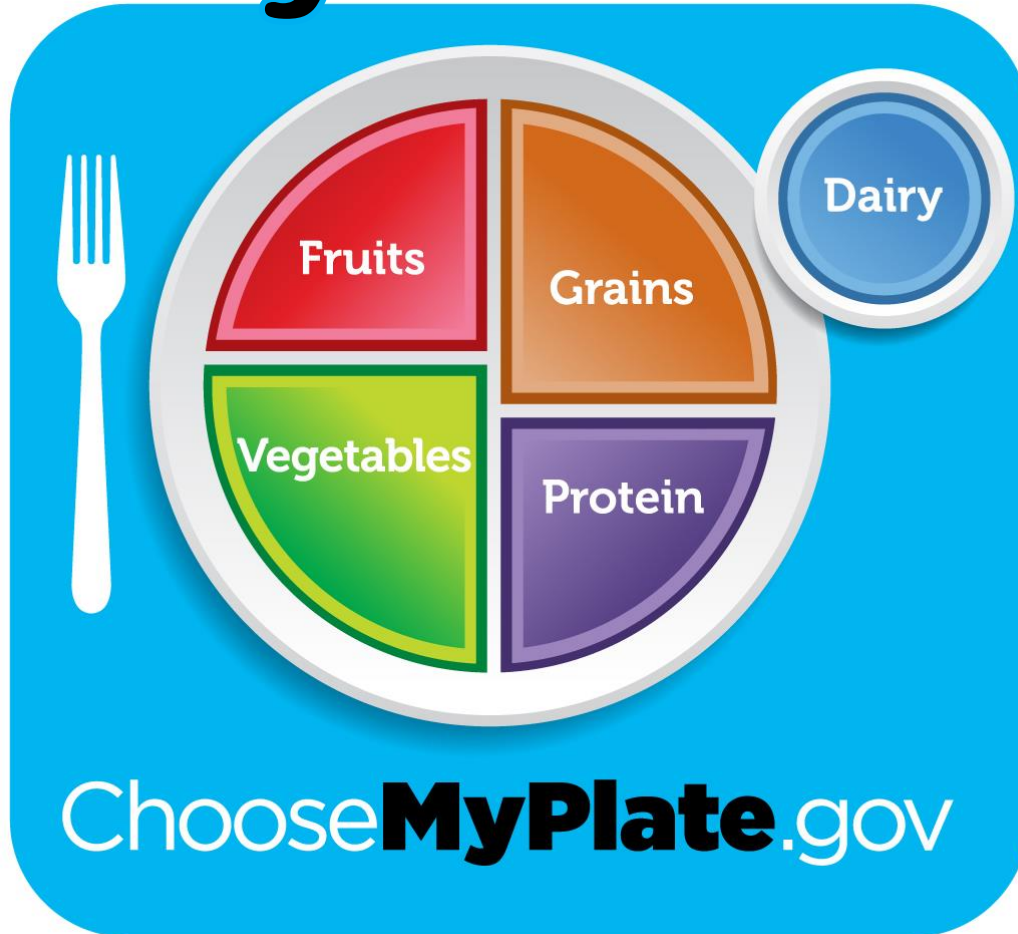 Dairy
Fruits
Grains
Vegetables
Protein
ChooseMyPlate.gov